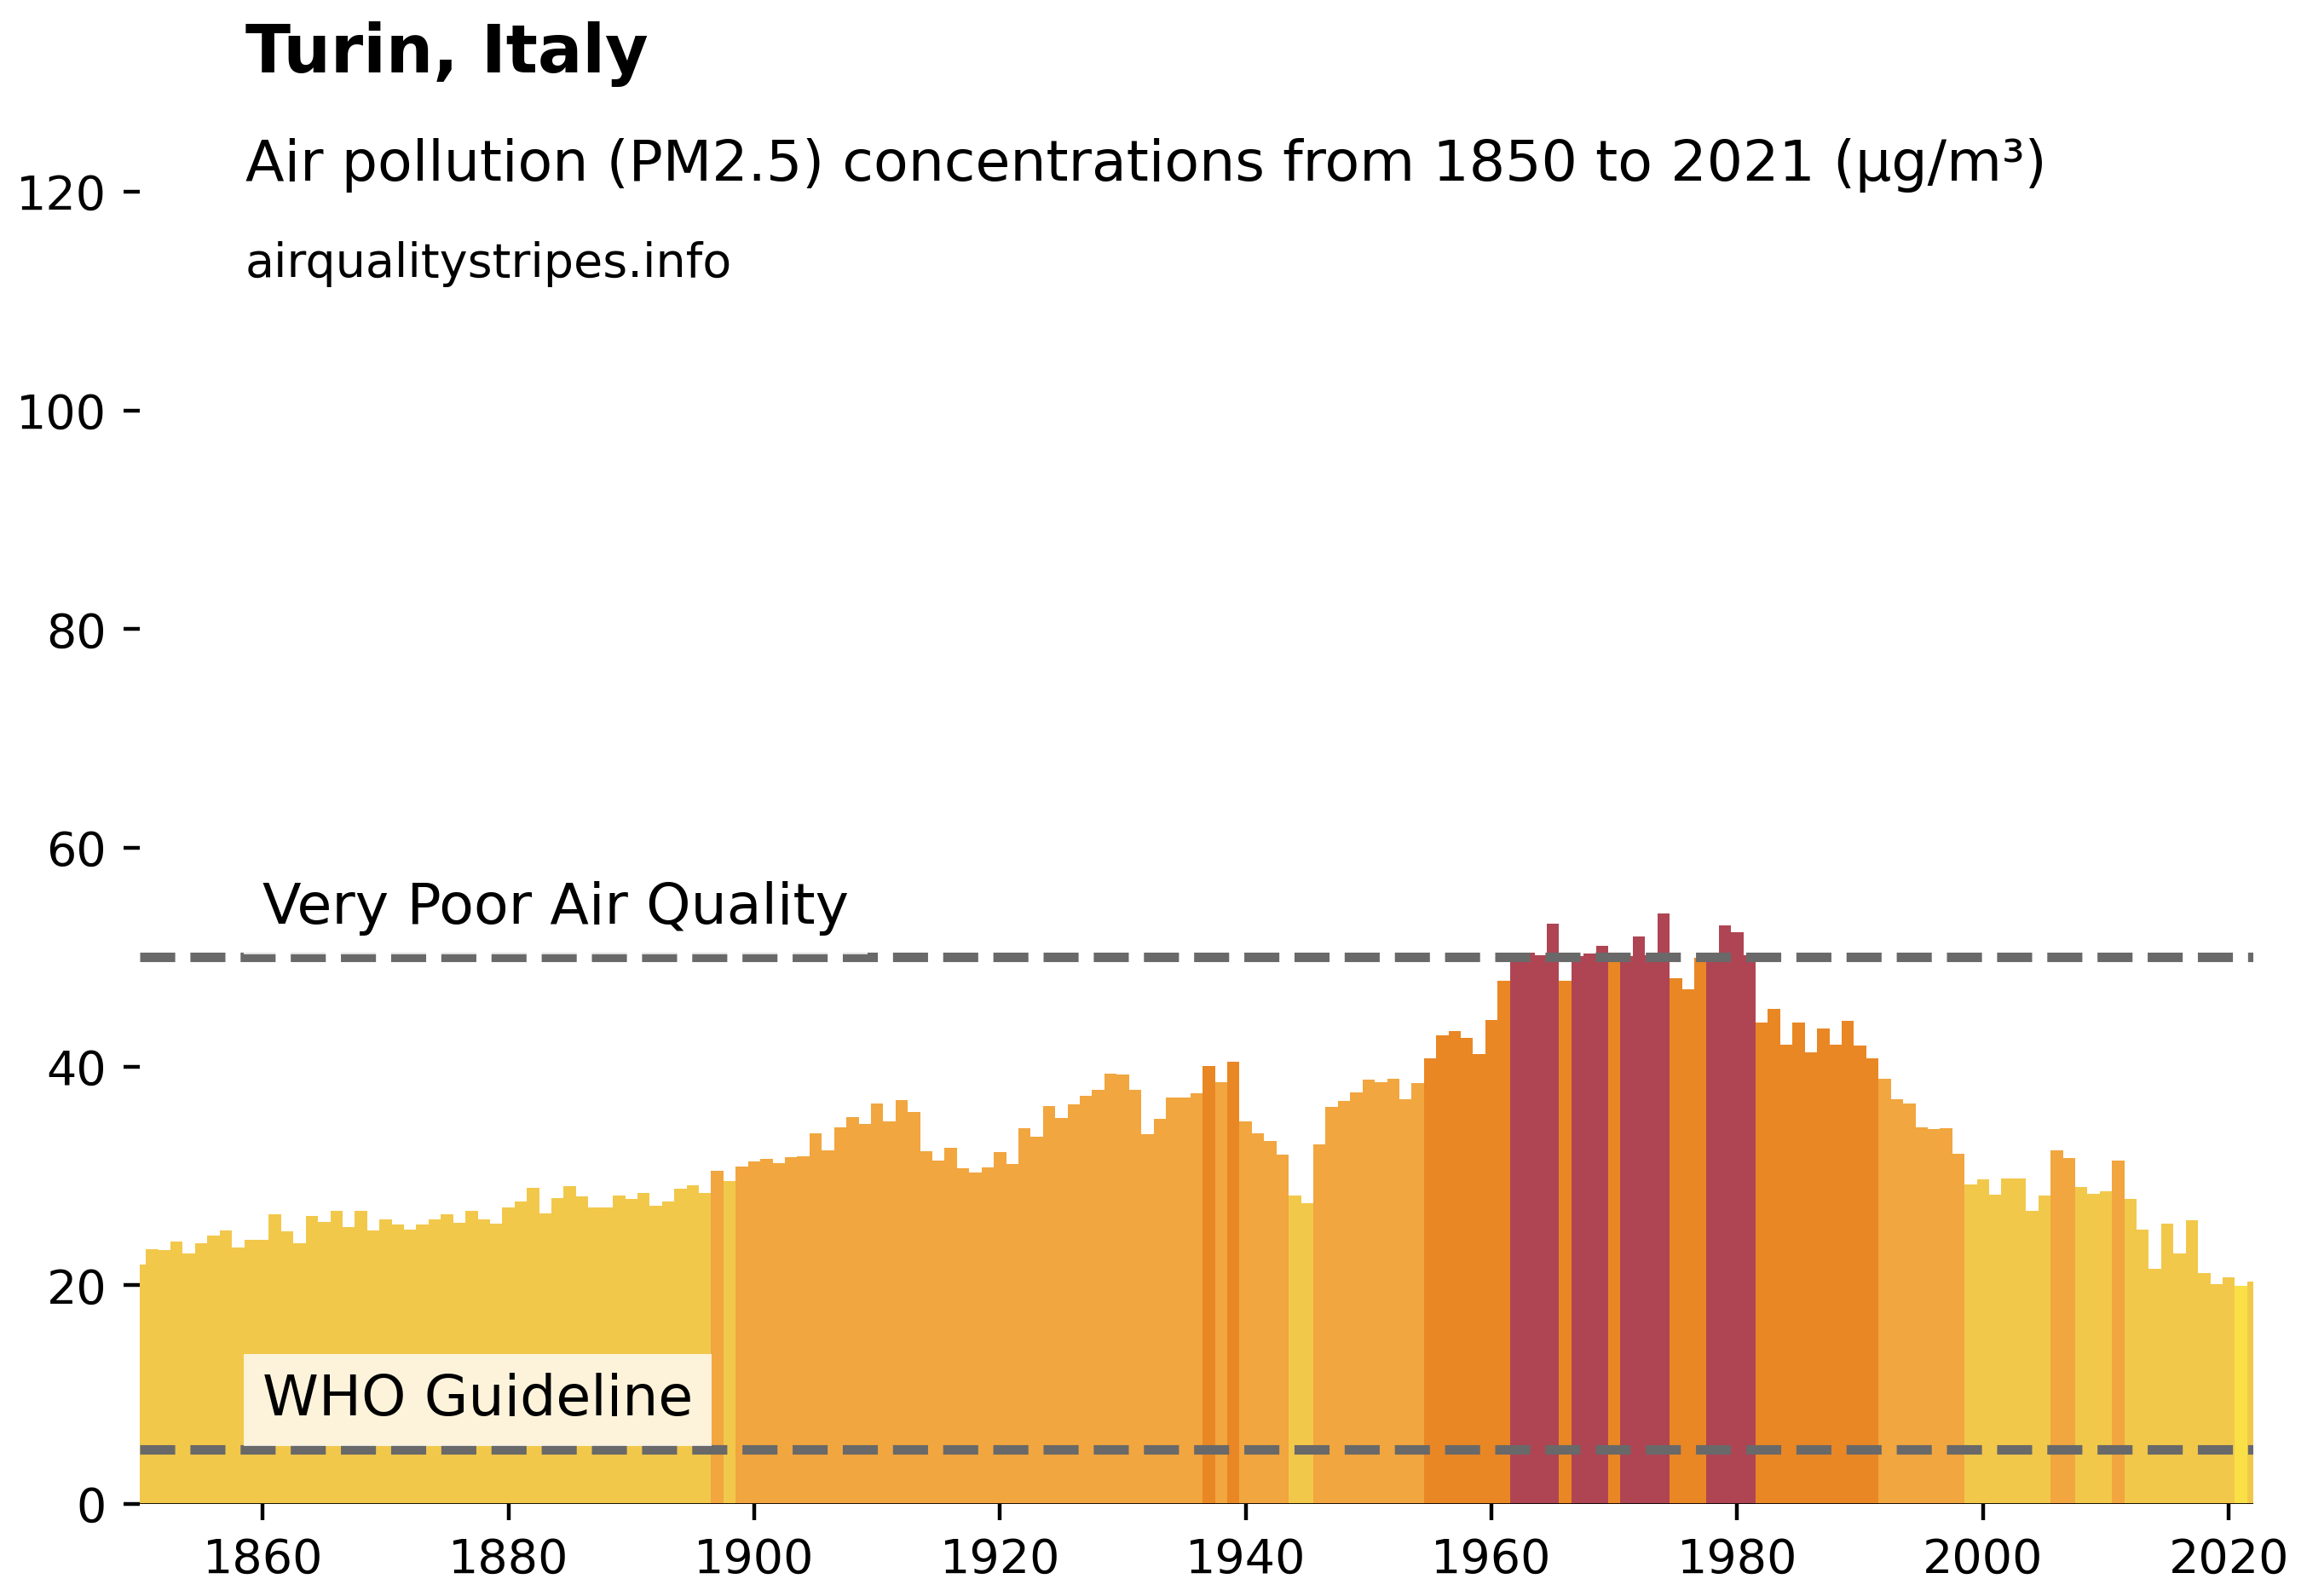 Turin, Italy
Air pollution (PM2.5) concentrations from 1850 to 2021 (μg/m³)
120
airqualitystripes.info
100
80
60
Very Poor Air Quality
40
20
WHO Guideline
0
1860 1880 1900 1920 1940 1960 1980 2000 2020